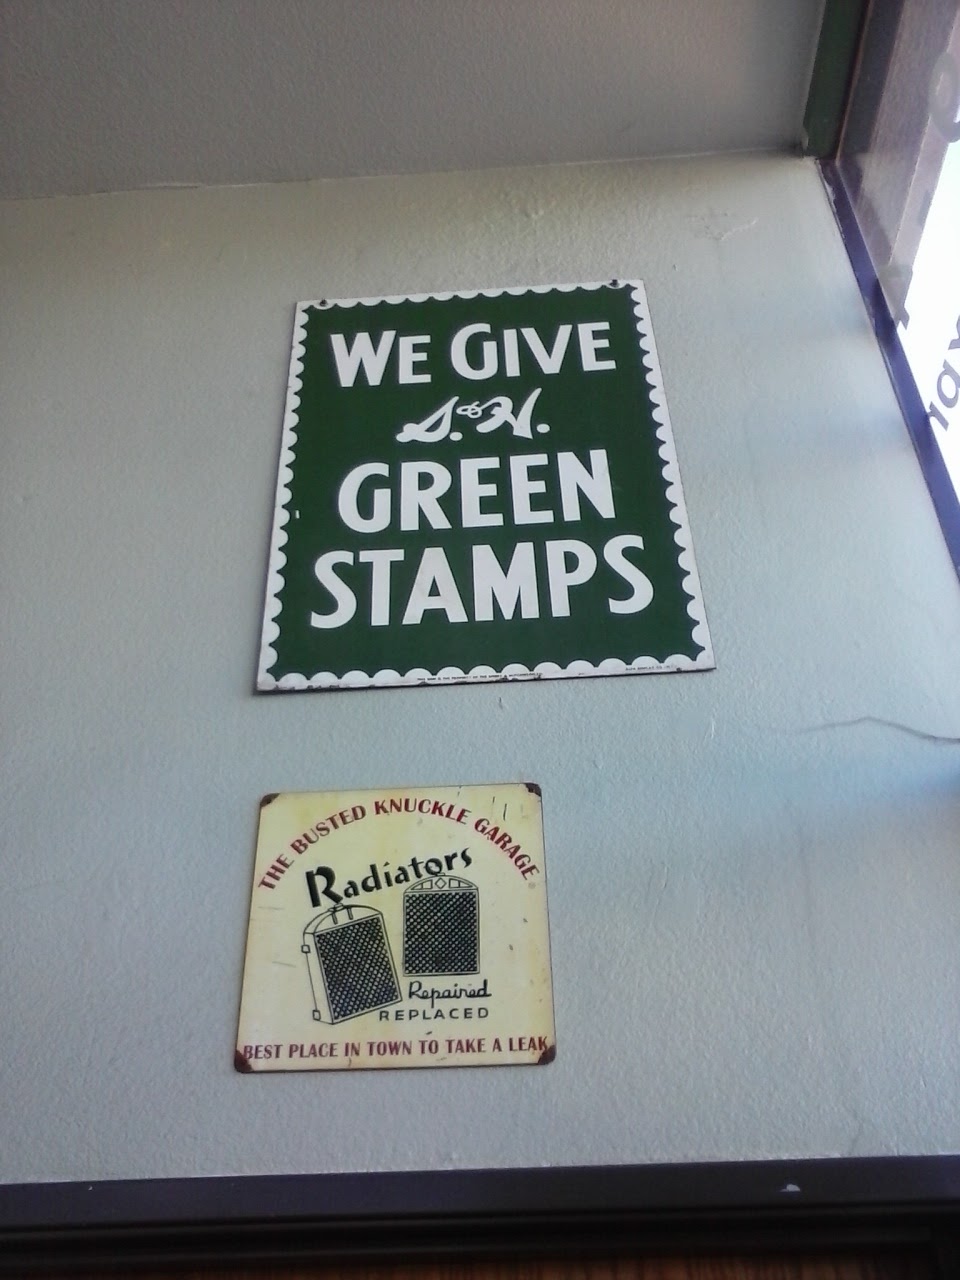 WE GIVE
S.&H.
GREEN
STAMPS
THE BUSTED KNUCKLE GARAGE
Radiators
Repaired
REPLACED
BEST PLACE IN TOWN TO TAKE A LEAK